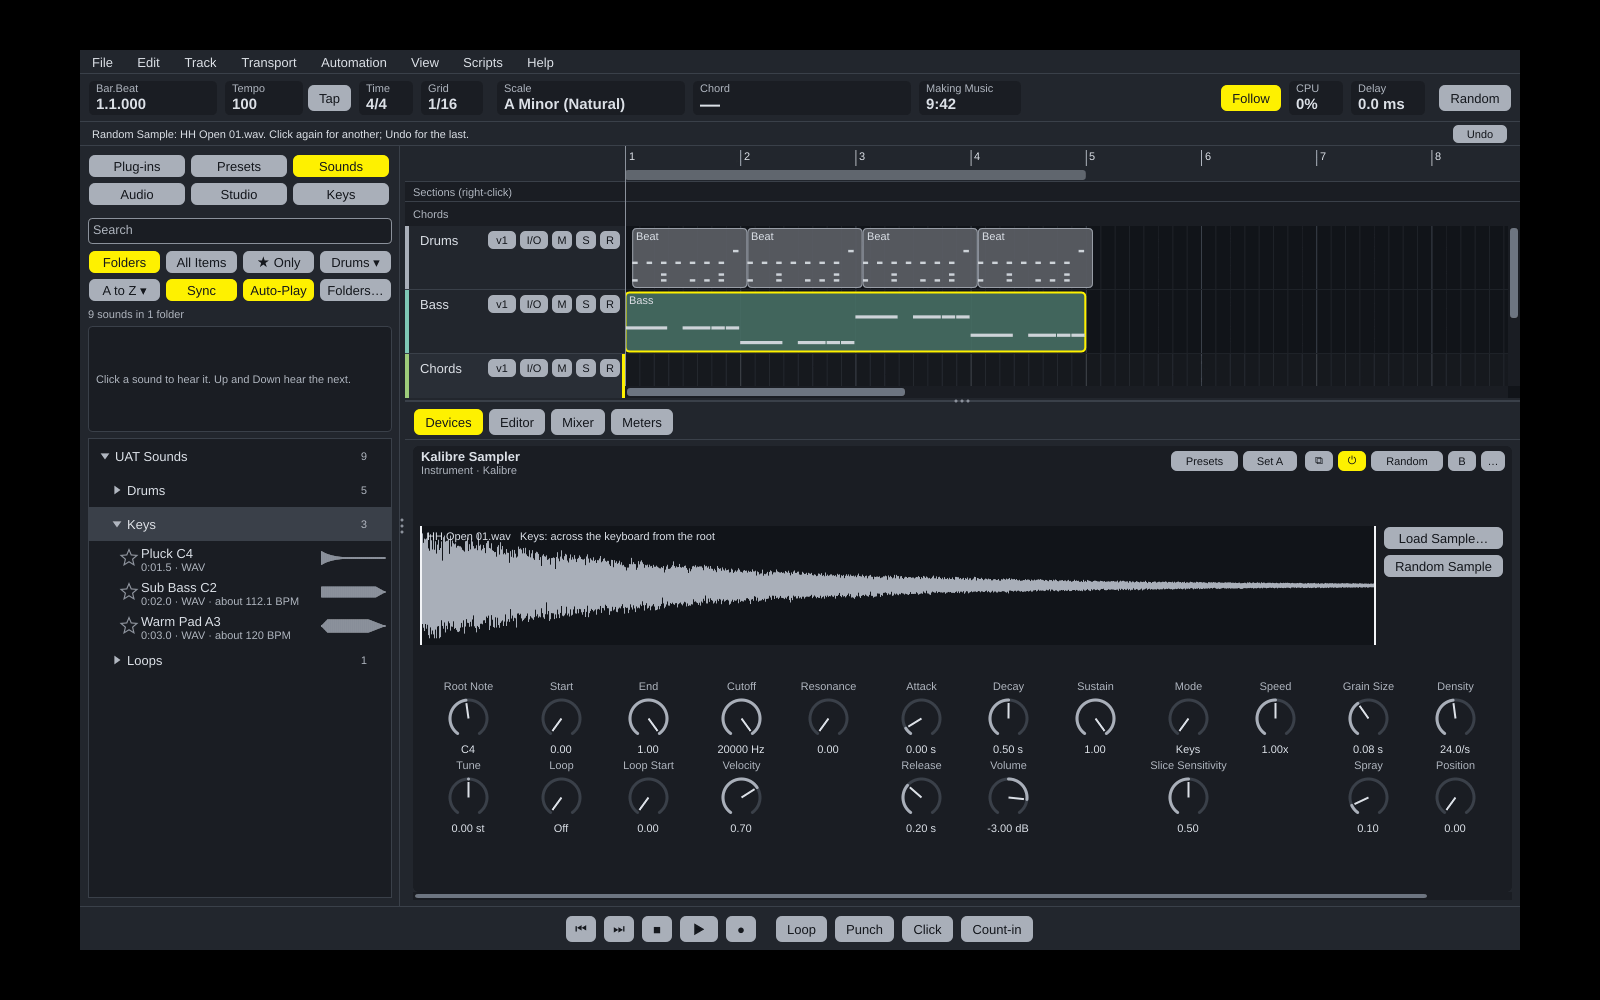 File Edit Track Transport Automation View Scripts Help
Bar.Beat Tempo Time Grid Scale Chord Making Music CPU Delay
1.1.000 100 Tap 4/4 1/16 A Minor (Natural) — 9:42 Follow 0% 0.0 ms Random
Random Sample: HH Open 01.wav. Click again for another; Undo for the last. Undo
Plug-ins Presets Sounds
Audio Studio Keys
Search
Folders All Items ★ Only Drums ▾
A to Z ▾ Sync Auto-Play Folders…
9 sounds in 1 folder
Click a sound to hear it. Up and Down hear the next.
UAT Sounds 9
Drums 5
Keys 3
Pluck C4
0:01.5 · WAV
Sub Bass C2
0:02.0 · WAV · about 112.1 BPM
Warm Pad A3
0:03.0 · WAV · about 120 BPM
Loops 1
1 2 3 4 5 6 7 8
Sections (right-click)
Chords
Drums v1 I/O M S R
Beat Beat Beat Beat
Bass v1 I/O M S R
Bass
Chords v1 I/O M S R
Devices Editor Mixer Meters
Kalibre Sampler
Instrument · Kalibre
Presets Set A Random B …
HH Open 01.wav Keys: across the keyboard from the root
Load Sample…
Random Sample
Root Note Start End Cutoff Resonance Attack Decay Sustain Mode Speed Grain Size Density
C4 0.00 1.00 20000 Hz 0.00 0.00 s 0.50 s 1.00 Keys 1.00x 0.08 s 24.0/s
Tune Loop Loop Start Velocity Release Volume Slice Sensitivity Spray Position
0.00 st Off 0.00 0.70 0.20 s -3.00 dB 0.50 0.10 0.00
Loop Punch Click Count-in